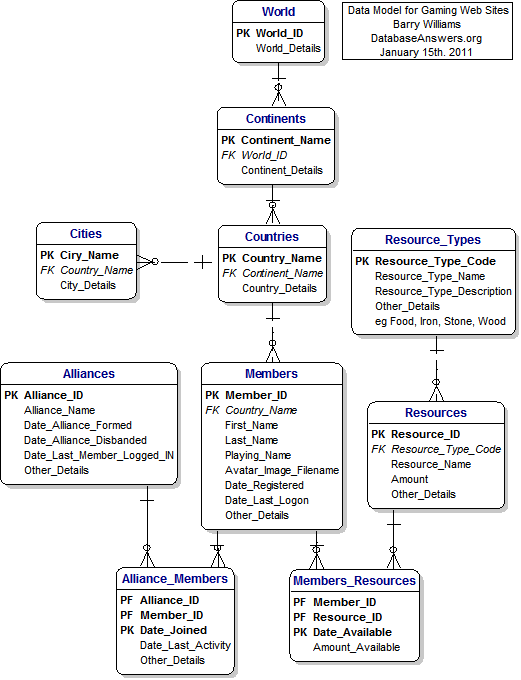 World
PK World_ID
World_Details
Data Model for Gaming Web Sites
Barry Williams
DatabaseAnswers.org
January 15th. 2011
Continents
PK Continent_Name
FK World_ID
Continent_Details
Cities
PK Ciry_Name
FK Country_Name
City_Details
Countries
PK Country_Name
FK Continent_Name
Country_Details
Resource_Types
PK Resource_Type_Code
Resource_Type_Name
Resource_Type_Description
Other_Details
eg Food, Iron, Stone, Wood
Alliances
PK Alliance_ID
Alliance_Name
Date_Alliance_Formed
Date_Alliance_Disbanded
Date_Last_Member_Logged_IN
Other_Details
Members
PK Member_ID
FK Country_Name
First_Name
Last_Name
Playing_Name
Avatar_Image_Filename
Date_Registered
Date_Last_Logon
Other_Details
Resources
PK Resource_ID
FK Resource_Type_Code
Resource_Name
Amount
Other_Details
Alliance_Members
PF Alliance_ID
PF Member_ID
PK Date_Joined
Date_Last_Activity
Other_Details
Members_Resources
PF Member_ID
PF Resource_ID
PK Date_Available
Amount_Available